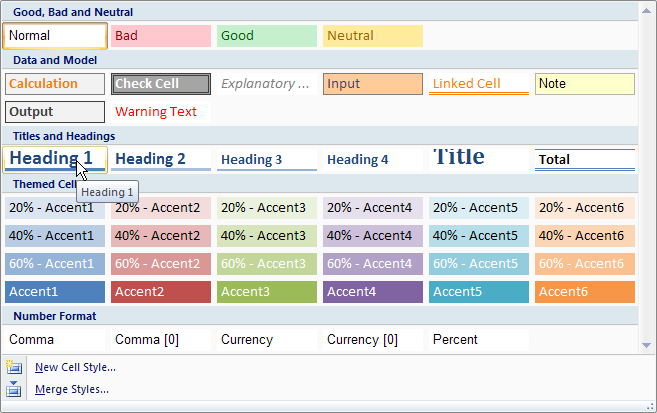 Good, Bad and Neutral
Normal Bad Good Neutral
Data and Model
Calculation Check Cell Explanatory ... Input Linked Cell Note
Output Warning Text
Titles and Headings
Heading 1 Heading 2 Heading 3 Heading 4 Title Total
Themed Cel
Heading 1
20% - Accent1 20% - Accent2 20% - Accent3 20% - Accent4 20% - Accent5 20% - Accent6
40% - Accent1 40% - Accent2 40% - Accent3 40% - Accent4 40% - Accent5 40% - Accent6
60% - Accent1 60% - Accent2 60% - Accent3 60% - Accent4 60% - Accent5 60% - Accent6
Accent1 Accent2 Accent3 Accent4 Accent5 Accent6
Number Format
Comma Comma [0] Currency Currency [0] Percent
New Cell Style...
Merge Styles...